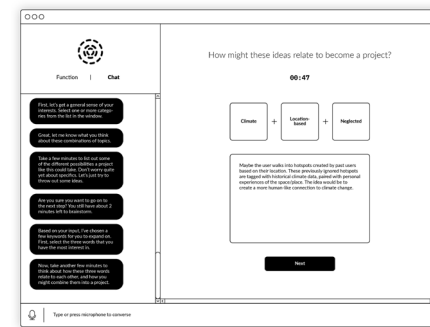 How might these ideas relate to become a project?
00:47
Function | Chat
First, let's get a general sense of your
interests. Select one or more catego-
ries from the list in the window.
Great, let me know what you think
about these combinations of topics.
Take a few minutes to list out some
of the different possibilities a project
like this could take. Don't worry quite
yet about specifics. Let's just try to
throw out some ideas.
Are you sure you want to go on to
the next step? You still have about 2
minutes left to brainstorm.
Based on your input, I've chosen a
few keywords for you to expand on.
First, select the three words that you
have the most interest in.
Now, take another few minutes to
think about how these three words
relate to each other, and how you
might combine them into a project.
Climate + Location-
based + Neglected
Maybe the user walks into hotspots created by past users
based on their location. These previously ignored hotspots
are tagged with historical climate data, paired with personal
experiences of the space/place. The idea would be to
create a more human-like connection to climate change.
Next
Type or press microphone to converse